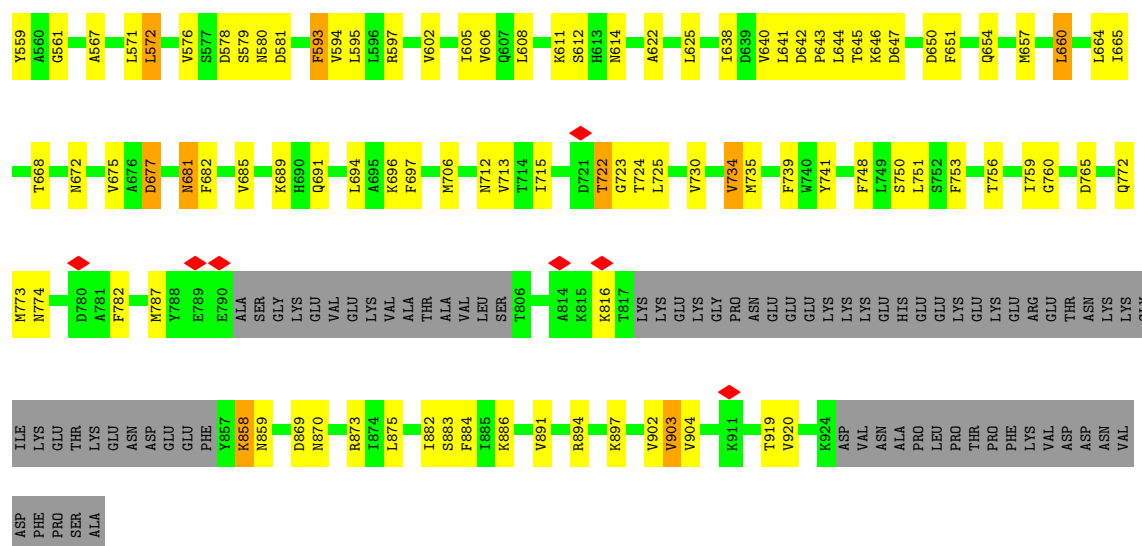 Y559 A560 G561 A567 L571 L572 V576 S577 D578 S579 N580 D581 F593 V594 L595 L596 R597 V602 I605 V606 Q607 L608 K611 S612 H613 N614 A622 L625 I638 D639 V640 L641 D642 P643 L644 T645 K646 D647 D650 F651 Q654 M657 L660 L664 I665
T668 N672 V675 A676 D677 N681 F682 V685 K689 H690 Q691 L694 A695 K696 F697 M706 N712 V713 T714 I715 D721 T722 G723 T724 L725 V730 V734 M735 F739 W740 Y741 F748 L749 S750 L751 S752 F753 T756 I759 G760 D765 Q772
M773 N774 D780 A781 F782 M787 Y788 E789 E790 ALA SER GLY LYS GLU VAL GLU LYS VAL ALA THR ALA VAL LEU SER T806 A814 K815 K816 T817 LYS LYS GLU LYS GLY PRO ASN GLU GLU GLU LYS LYS LYS GLU HIS GLU GLU LYS GLU LYS GLU ARG GLU THR ASN LYS LYS
ILE LYS GLU THR LYS GLU ASN ASP GLU GLU PHE Y857 K858 N859 D869 N870 R873 I874 L875 I882 S883 F884 I885 K886 V891 R894 K897 V902 V903 V904 K911 T919 V920 K924 ASP VAL ASN ALA PRO LEU PRO THR PRO PHE LYS VAL ASP ASP ASN VAL
ASP PHE PRO SER ALA